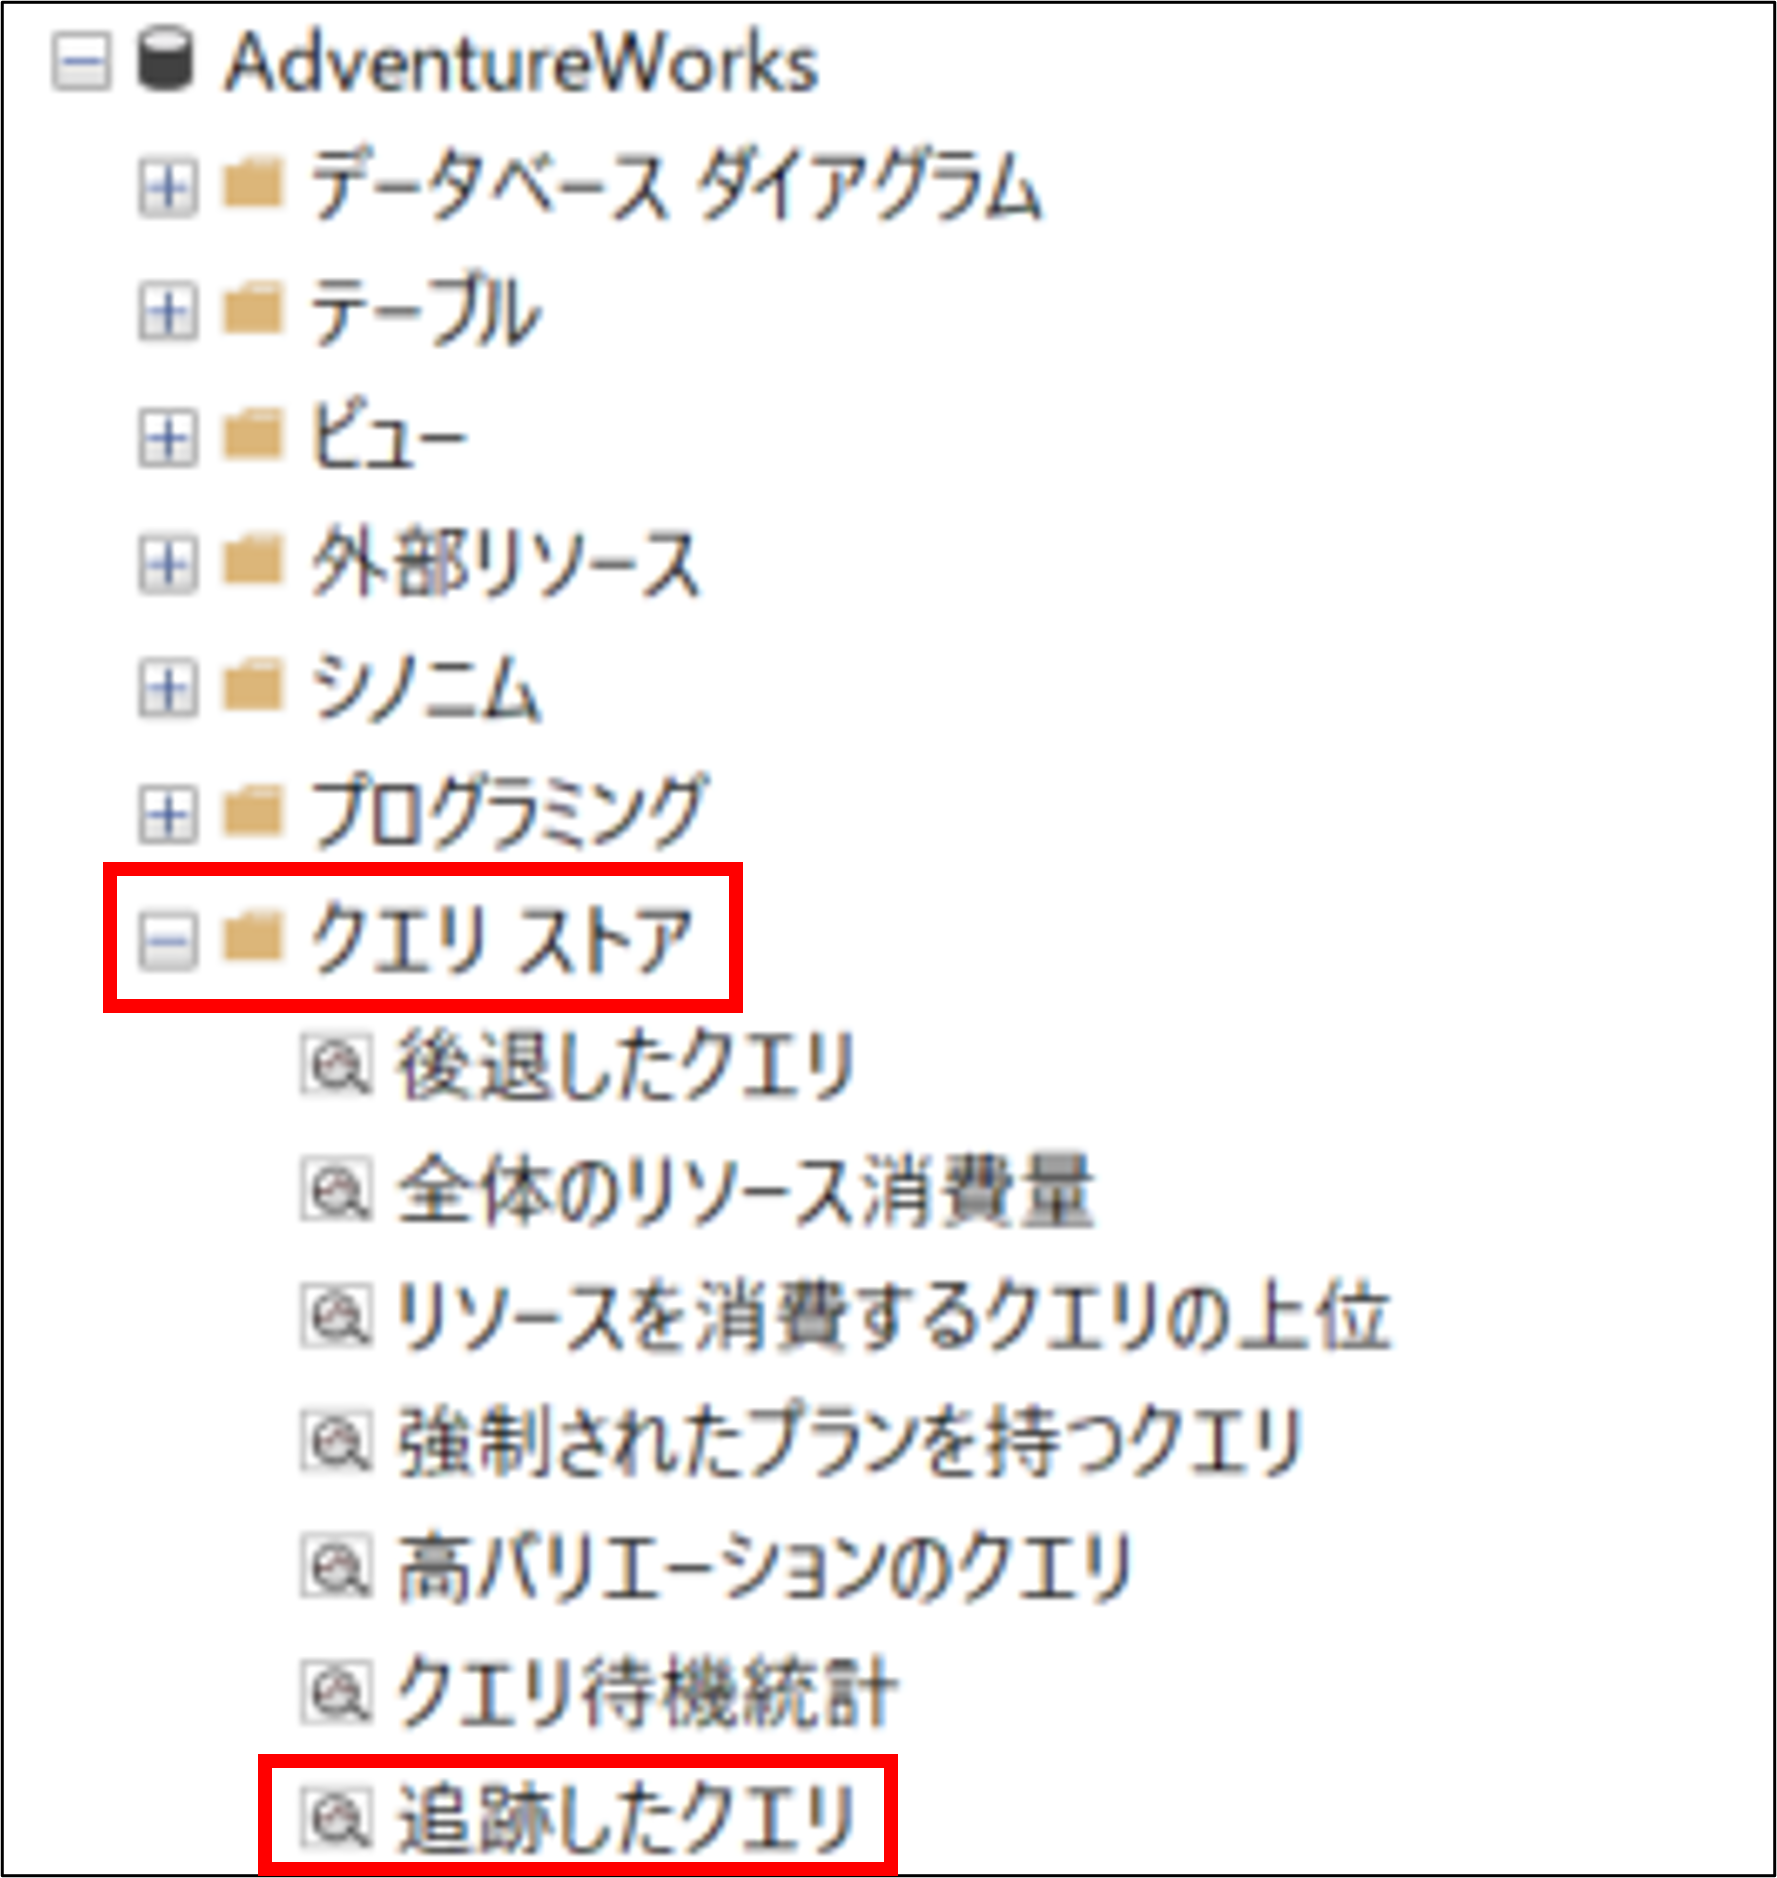 AdventureWorks
データベース ダイアグラム
テーブル
ビュー
外部リソース
シノニム
プログラミング
クエリ ストア
後退したクエリ
全体のリソース消費量
リソースを消費するクエリの上位
強制されたプランを持つクエリ
高バリエーションのクエリ
クエリ待機統計
追跡したクエリ